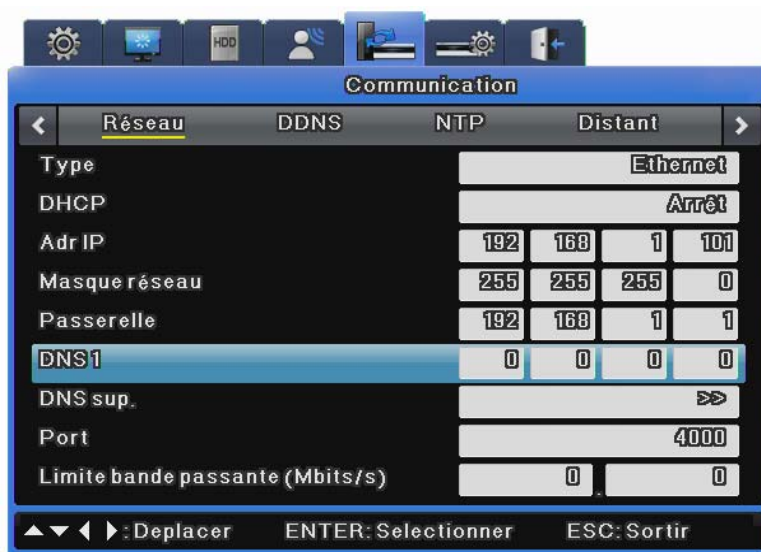 HDD
Communication
Réseau DDNS NTP Distant
Type Ethernet
DHCP Arrêt
Adr IP 192 168 1 101
Masque réseau 255 255 255 0
Passerelle 192 168 1 1
DNS 1 0 0 0 0
DNS sup. >>
Port 4000
Limite bande passante (Mbits/s) 0 . 0
:Deplacer ENTER:Selectionner ESC:Sortir